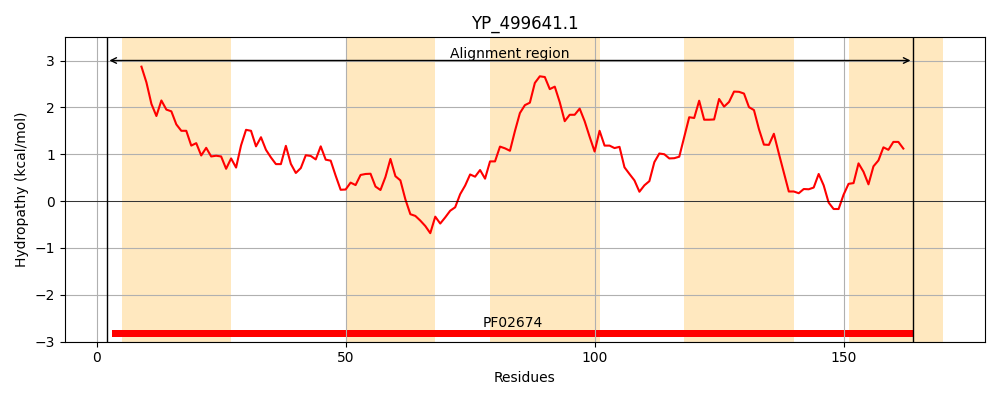 YP_499641.1
Alignment region
3
2
1
0
−1
−2
−3
Hydropathy (kcal/mol)
PF02674
0
50
100
150
Residues